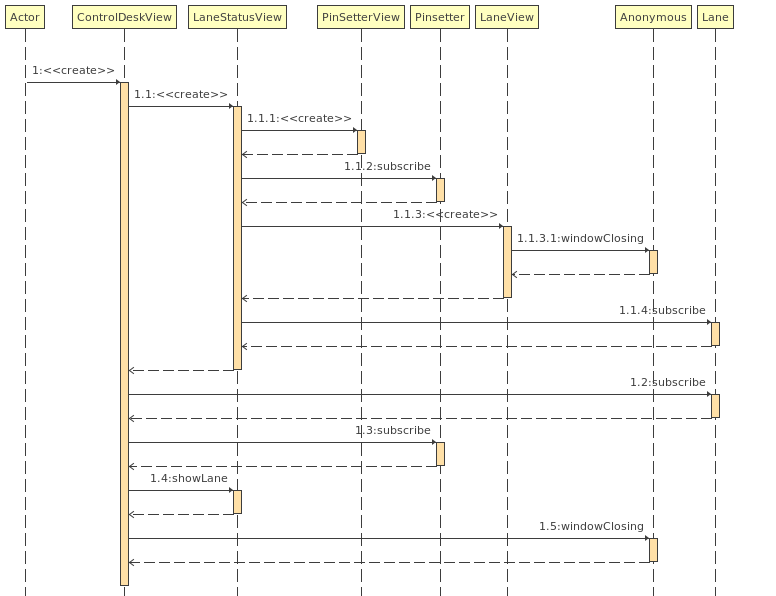 Actor
ControlDeskView
LaneStatusView
PinSetterView
Pinsetter
LaneView
Anonymous
Lane
1:<<create>>
1.1:<<create>>
1.1.1:<<create>>
1.1.2:subscribe
1.1.3:<<create>>
1.1.3.1:windowClosing
1.1.4:subscribe
1.2:subscribe
1.3:subscribe
1.4:showLane
1.5:windowClosing